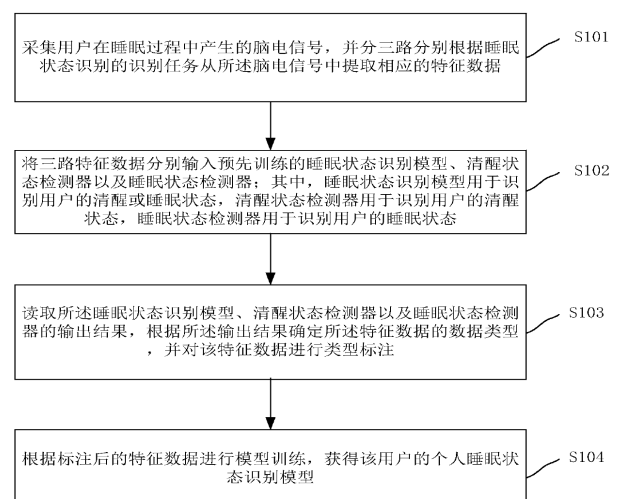 采集用户在睡眠过程中产生的脑电信号，并分三路分别根据睡眠
状态识别的识别任务从所述脑电信号中提取相应的特征数据
S101
将三路特征数据分别输入预先训练的睡眠状态识别模型、清醒状
态检测器以及睡眠状态检测器；其中，睡眠状态识别模型用于识
别用户的清醒或睡眠状态，清醒状态检测器用于识别用户的清醒
状态，睡眠状态检测器用于识别用户的睡眠状态
S102
读取所述睡眠状态识别模型、清醒状态检测器以及睡眠状态检测
器的输出结果，根据所述输出结果确定所述特征数据的数据类型
，并对该特征数据进行类型标注
S103
根据标注后的特征数据进行模型训练，获得该用户的个人睡眠状
态识别模型
S104